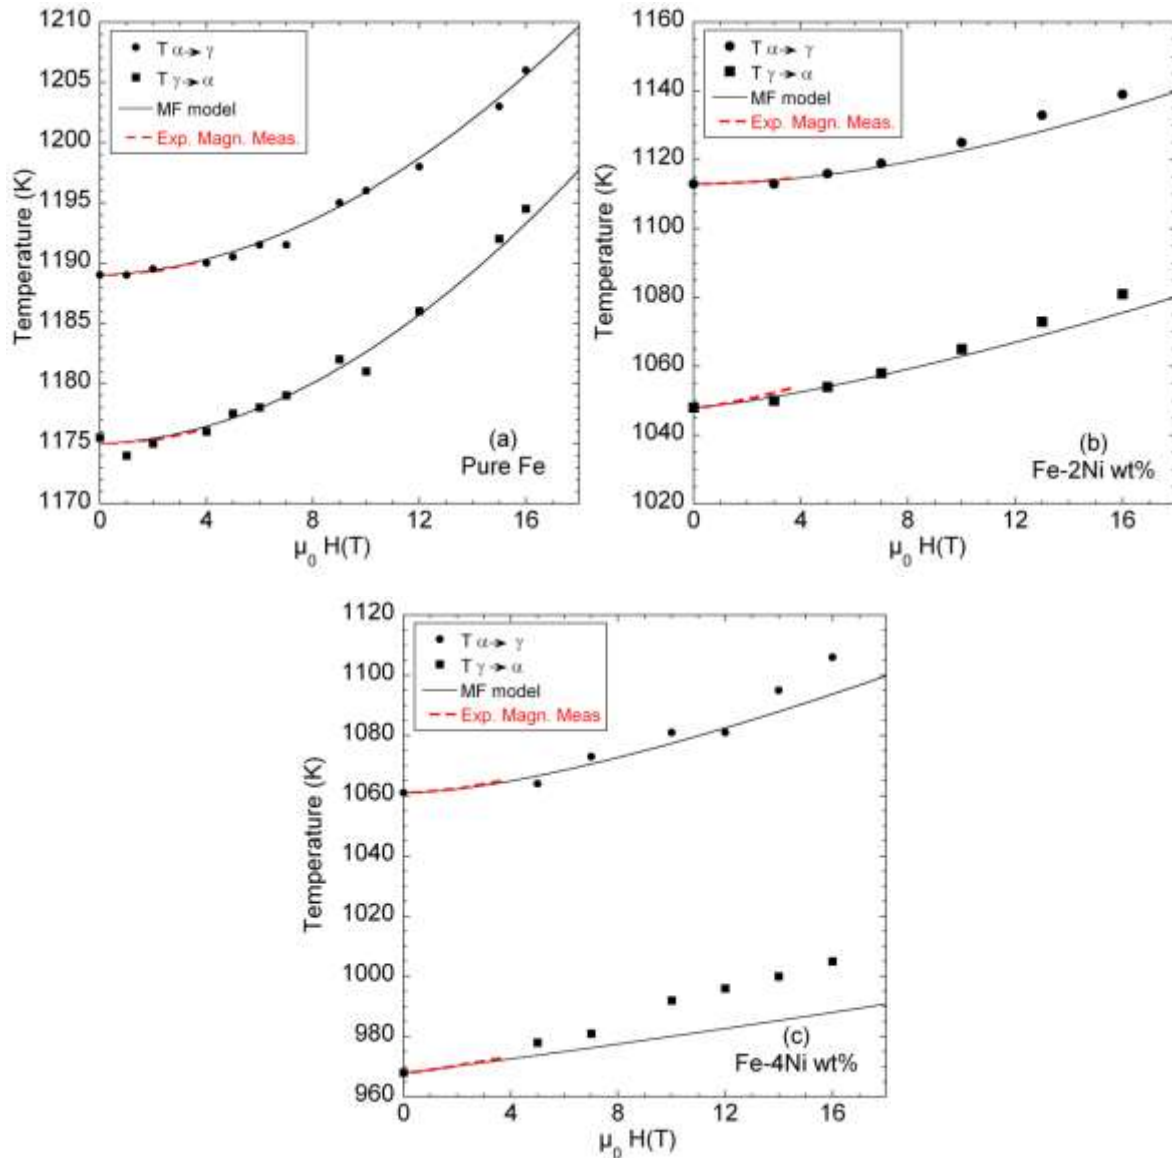 1210
1205
1200
1195
1190
1185
1180
1175
1170
Temperature (K)
T α→ γ
T γ→ α
MF model
Exp. Magn. Meas.
(a)
Pure Fe
0 4 8 12 16
μ₀ H(T)
1160
1140
1120
1100
1080
1060
1040
1020
Temperature (K)
T α→ γ
T γ→ α
MF model
Exp. Magn. Meas.
(b)
Fe-2Ni wt%
0 4 8 12 16
μ₀ H(T)
1120
1100
1080
1060
1040
1020
1000
980
960
Temperature (K)
T α→ γ
T γ→ α
MF model
Exp. Magn. Meas
(c)
Fe-4Ni wt%
0 4 8 12 16
μ₀ H(T)